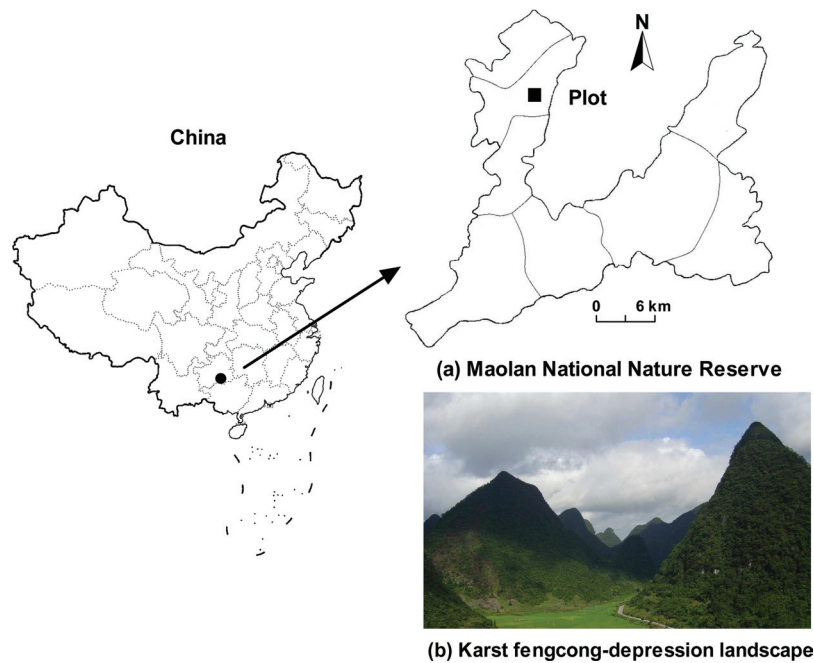 China
N
Plot
0 6 km
(a) Maolan National Nature Reserve
(b) Karst fengcong-depression landscape